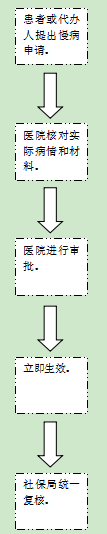 患者或代办
人提出慢病
申请。
医院核对实
际病情和材
料。
医院进行审
批。
立即生效。
社保局统一
复核。